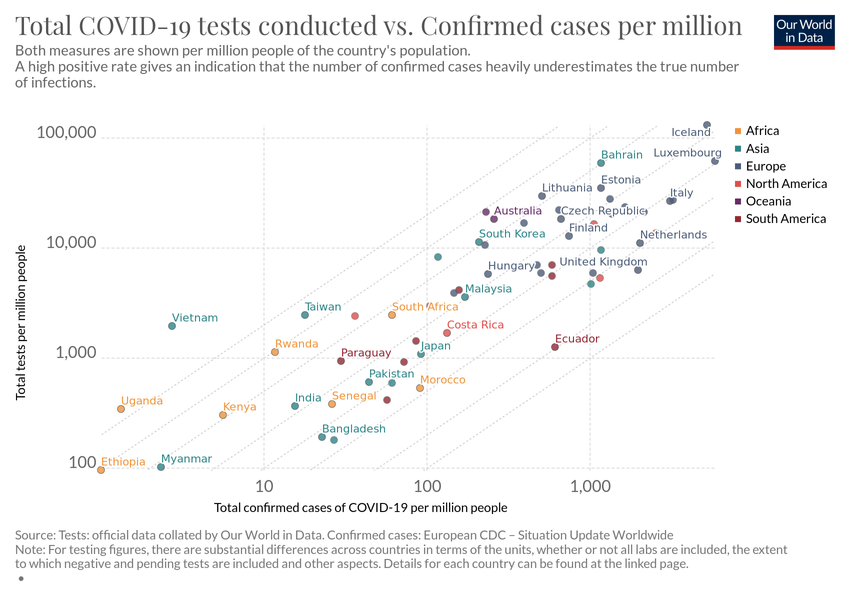 Total COVID-19 tests conducted vs. Confirmed cases per million
Our World
in Data
Both measures are shown per million people of the country's population.
A high positive rate gives an indication that the number of confirmed cases heavily underestimates the true number
of infections.
Total tests per million people
100,000
10,000
1,000
100
Iceland
Luxembourg
Bahrain
Estonia
Lithuania
Italy
Australia
Czech Republic
Finland
South Korea
Netherlands
Hungary
United Kingdom
Malaysia
Taiwan
South Africa
Vietnam
Costa Rica
Ecuador
Rwanda
Paraguay
Japan
Pakistan
Morocco
India
Senegal
Uganda
Kenya
Bangladesh
Ethiopia
Myanmar
10
100
1,000
Total confirmed cases of COVID-19 per million people
Africa
Asia
Europe
North America
Oceania
South America
Source: Tests: official data collated by Our World in Data. Confirmed cases: European CDC – Situation Update Worldwide
Note: For testing figures, there are substantial differences across countries in terms of the units, whether or not all labs are included, the extent
to which negative and pending tests are included and other aspects. Details for each country can be found at the linked page.
•